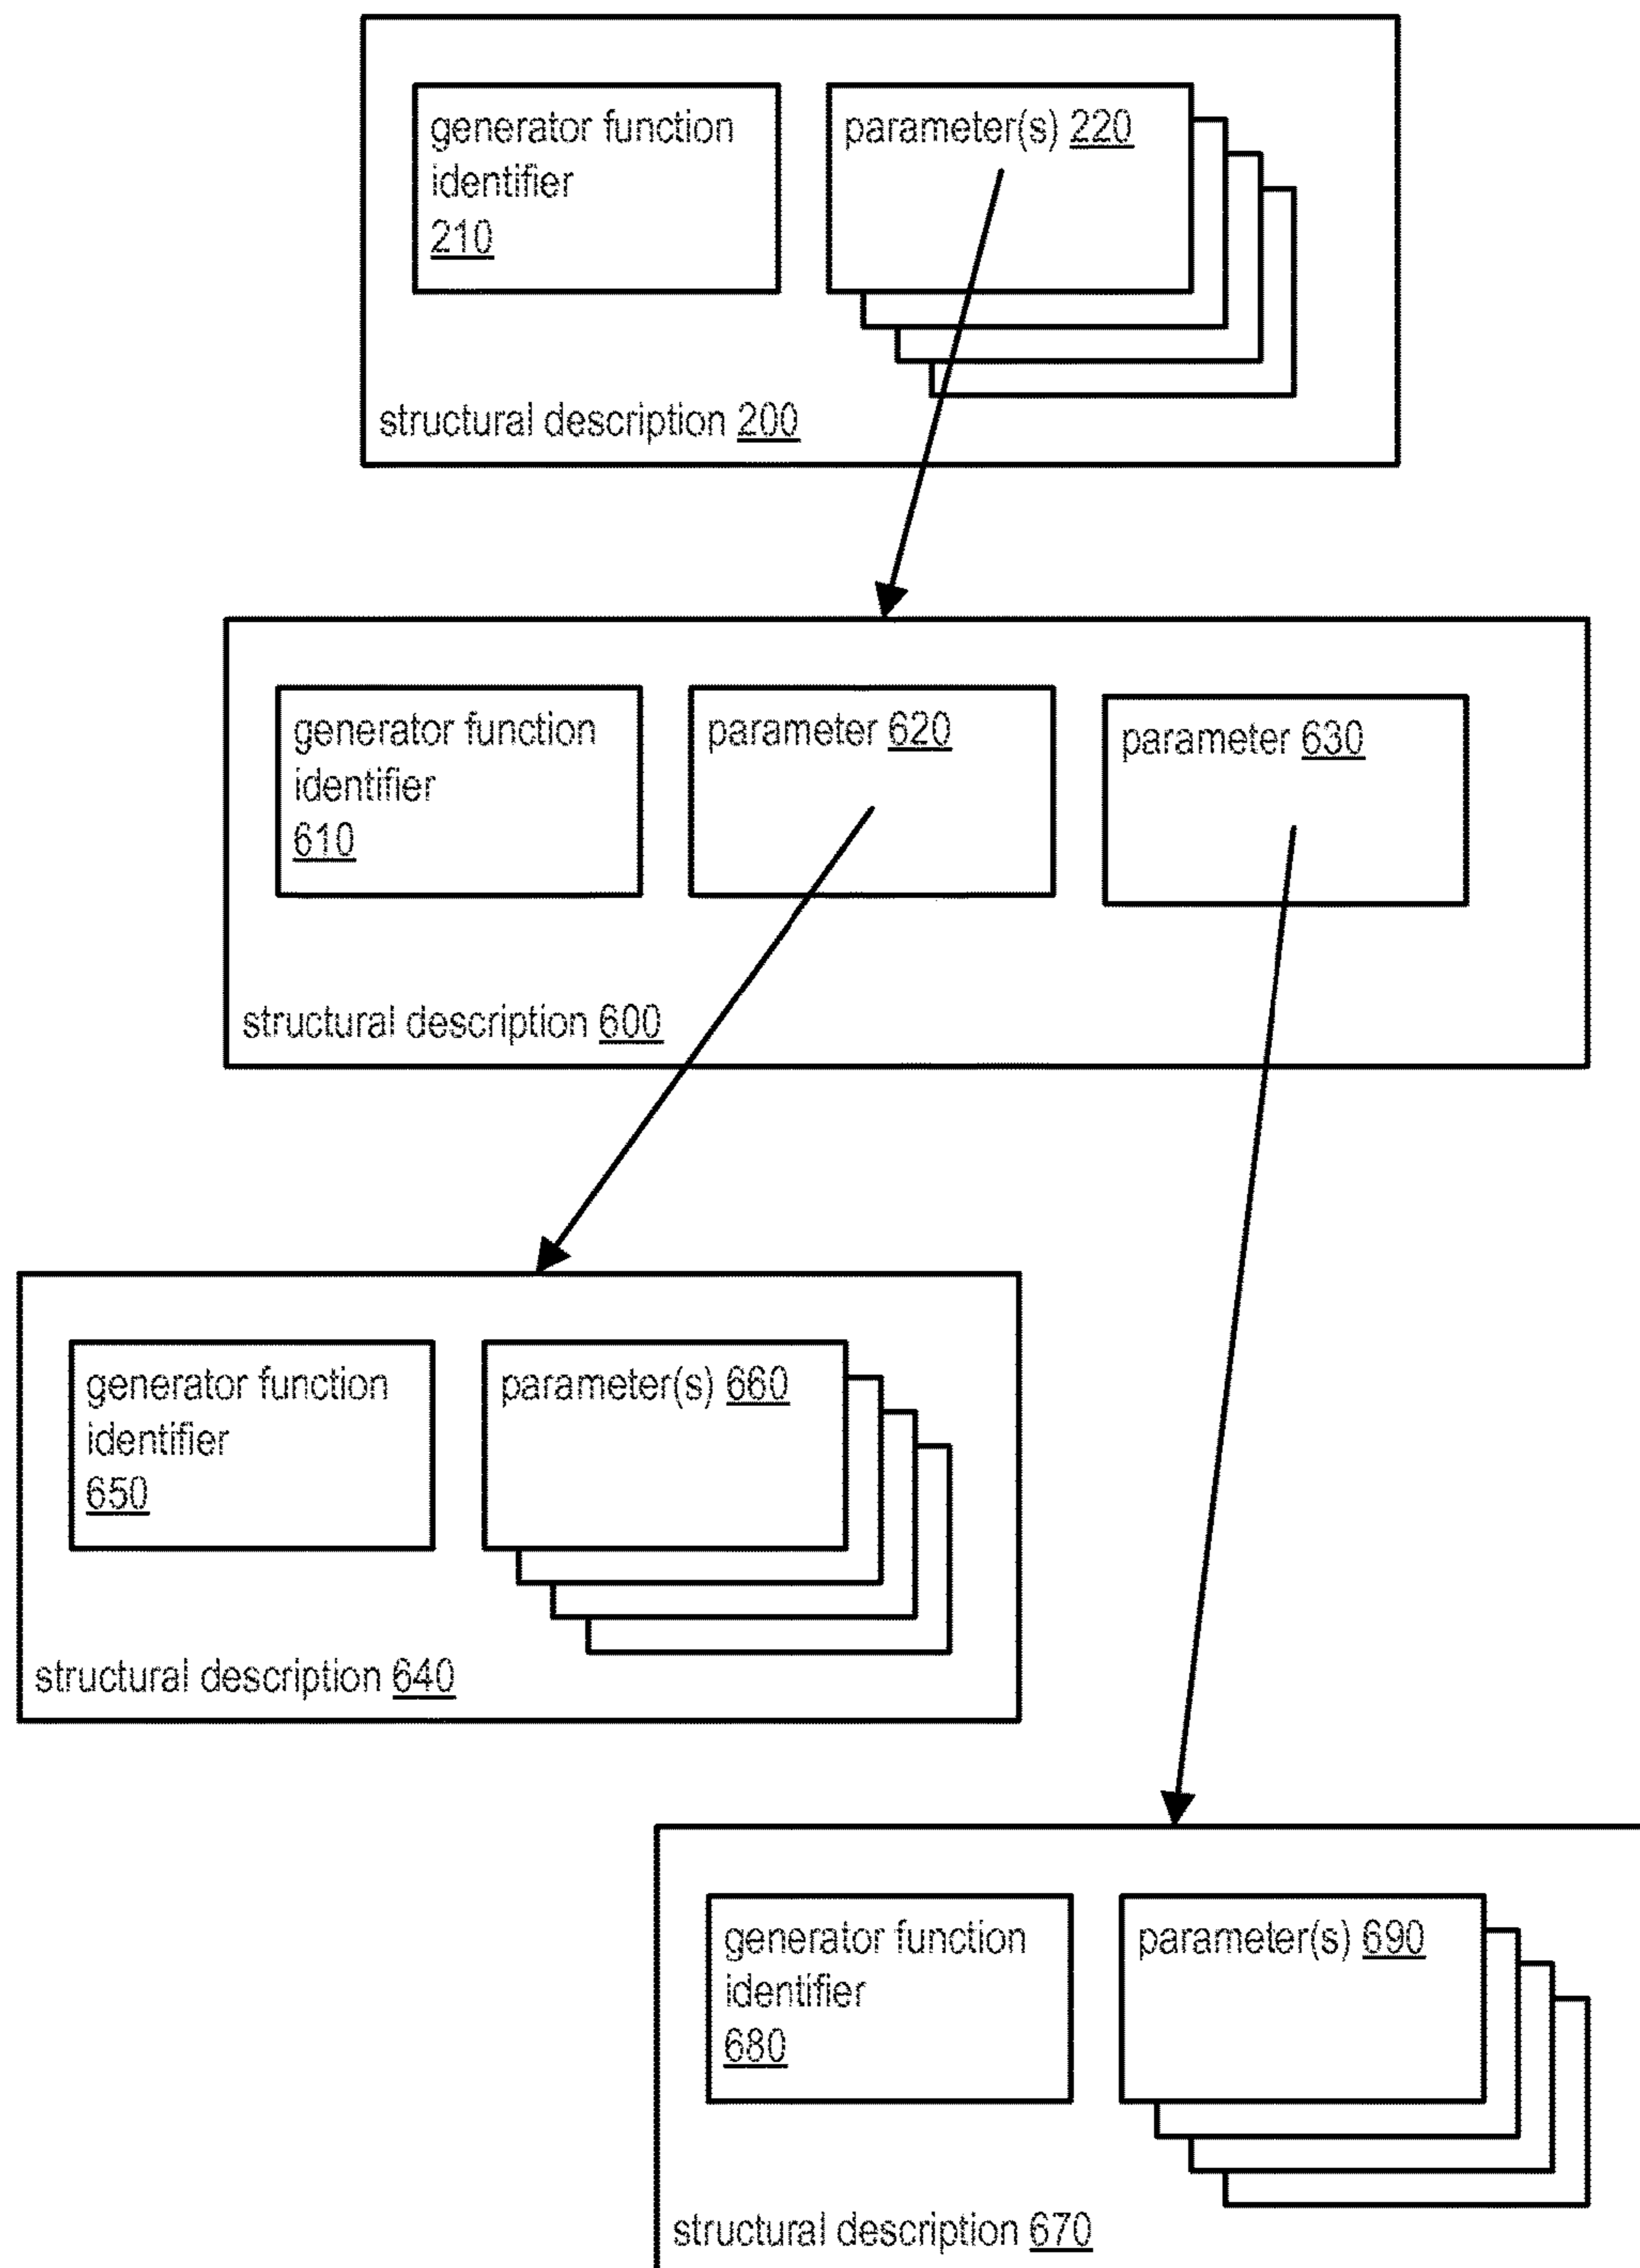 generator function
identifier
210
parameter(s) 220
structural description 200
generator function
identifier
610
parameter 620
parameter 630
structural description 600
generator function
identifier
650
parameter(s) 660
structural description 640
generator function
identifier
680
parameter(s) 690
structural description 670